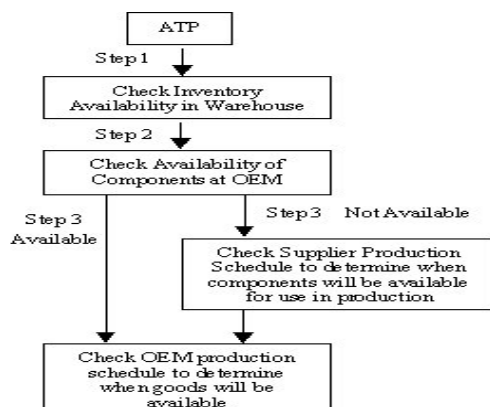 ATP
Step 1
Check Inventory
Availability in Warehouse
Step 2
Check Availability of
Components at OEM
Step 3
Available
Step 3 Not Available
Check Supplier Production
Schedule to determine when
components will be available
for use in production
Check OEM production
schedule to determine
when goods will be
available